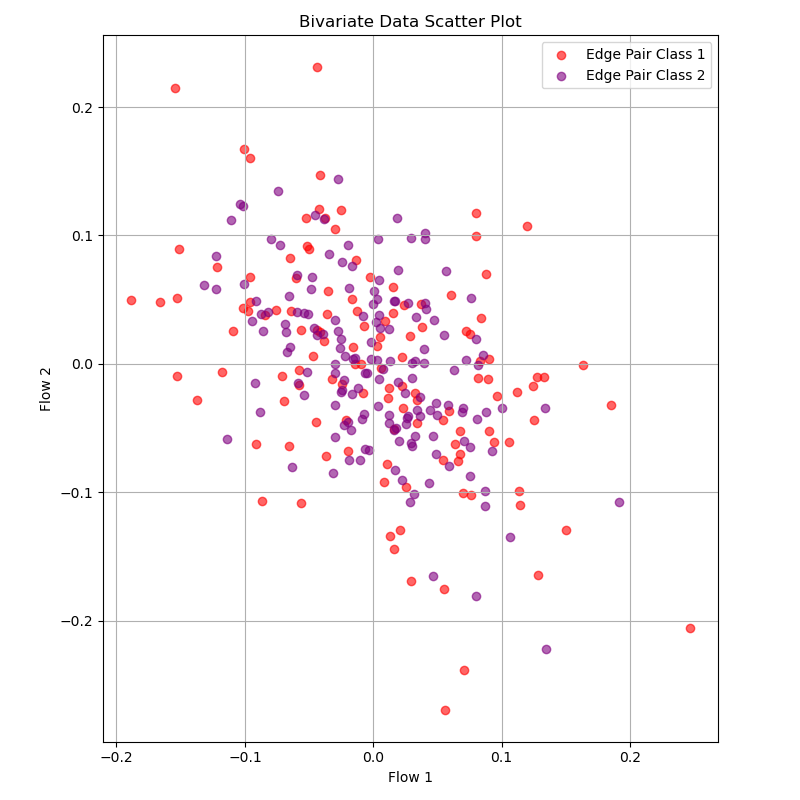 Bivariate Data Scatter Plot
Edge Pair Class 1
Edge Pair Class 2
Flow 2
0.2
0.1
0.0
−0.1
−0.2
−0.2 −0.1 0.0 0.1 0.2
Flow 1